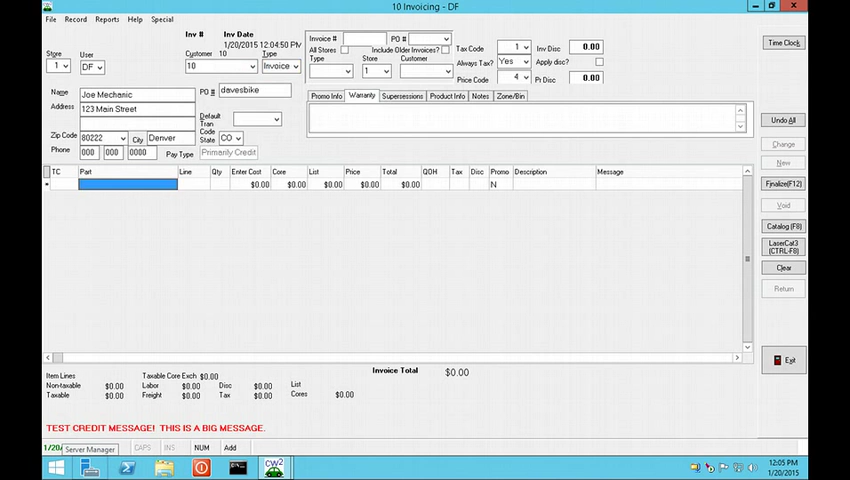 10 Invoicing - DF
File Record Reports Help Special
Inv # Inv Date
1/20/2015 12:04:50 PM
Store User Customer 10 Type
1 DF 10 Invoice
Invoice # PO #
All Stores Include Older Invoices?
Type Store Customer
1
Tax Code 1 Inv Disc 0.00
Always Tax? Yes Apply disc?
Price Code 4 Pr Disc 0.00
Time Clock
Name Joe Mechanic PO # davesbike
Address 123 Main Street
Default Tran Code
Zip Code 80222 City Denver State CO
Phone 000 000 0000 Pay Type Primarily Credit
Promo Info Warranty Supersessions Product Info Notes Zone/Bin
Undo All
Change
New
Finalize(F12)
Void
Catalog (F8)
LaserCat3
(CTRL-F8)
Clear
Return
Exit
TC Part Line Qty Enter Cost Core List Price Total QOH Tax Disc Promo Description Message
$0.00 $0.00 $0.00 $0.00 $0.00 N
Invoice Total $0.00
Item Lines Taxable Core Exch $0.00
Non-taxable $0.00 Labor $0.00 Disc $0.00 List
Taxable $0.00 Freight $0.00 Tax $0.00 Cores $0.00
TEST CREDIT MESSAGE! THIS IS A BIG MESSAGE.
1/20/ Server Manager CAPS INS NUM Add
CW2
12:05 PM
1/20/2015